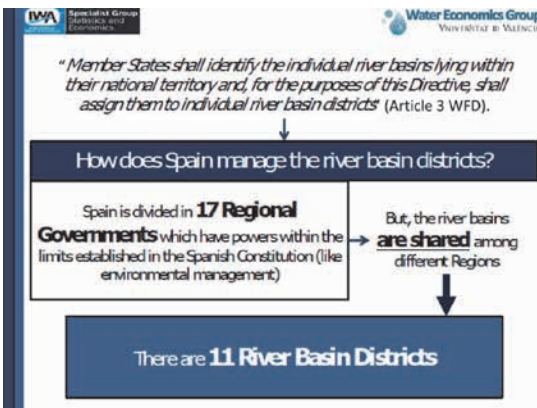 IWA
Specialist Group
Statistics and
Economics
Water Economics Group
UNIVERSITAT DE VALÈNCIA
“Member States shall identify the individual river basins lying within
their national territory and, for the purposes of this Directive, shall
assign them to individual river basin districts” (Article 3 WFD).
How does Spain manage the river basin districts?
Spain is divided in 17 Regional
Governments which have powers within the
limits established in the Spanish Constitution (like
environmental management)
But, the river basins
are shared among
different Regions
There are 11 River Basin Districts